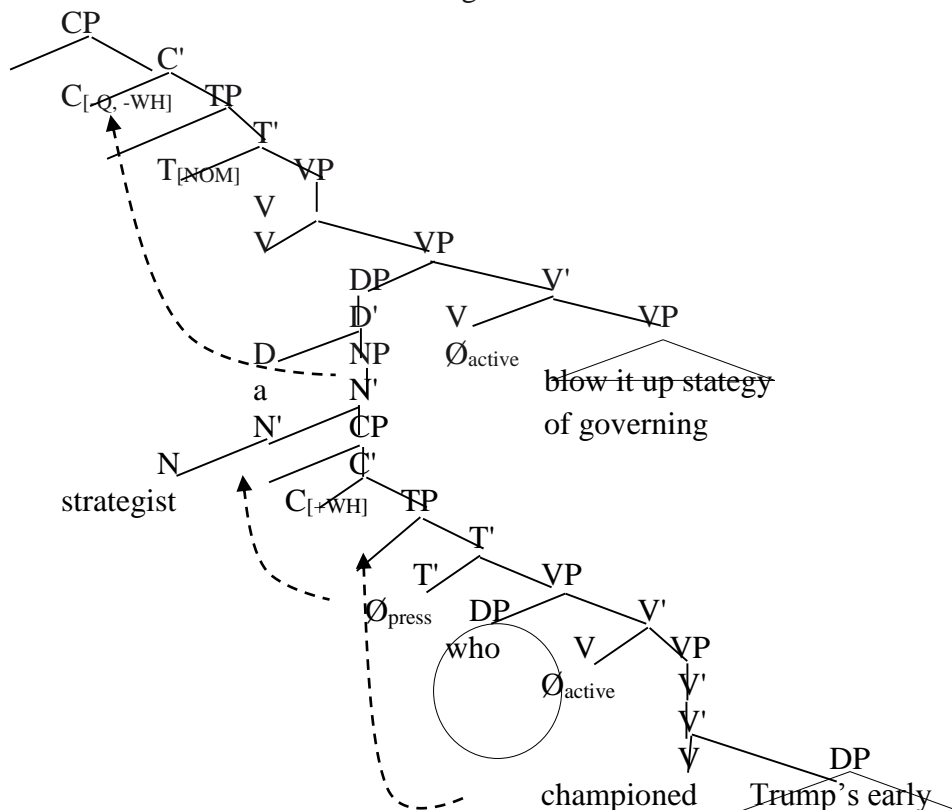 CP
C'
C[-Q, -WH] TP
T'
T[NOM] VP
V
V VP
DP V'
D' V VP
D NP Øactive
a N' blow it up stategy
N' CP of governing
N C'
strategist C[+WH] TP
T'
T' VP
Øpress DP V'
who V VP
Øactive V'
V'
V DP
championed Trump's early